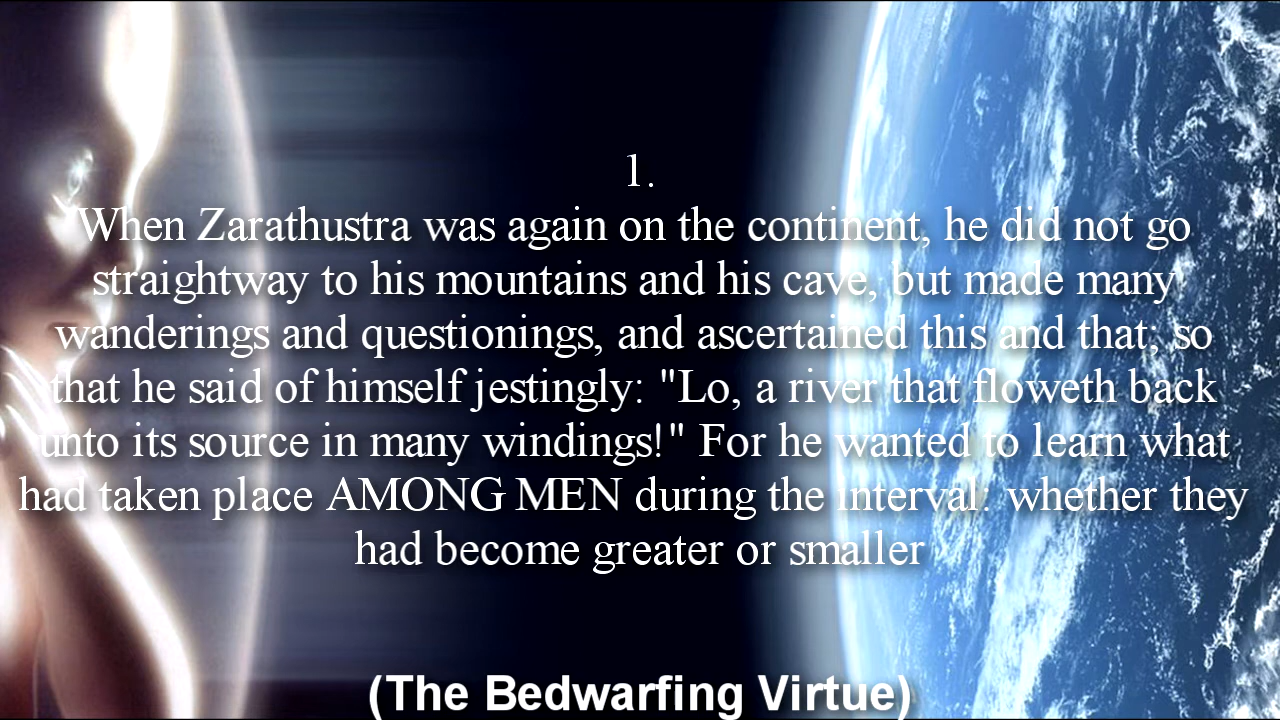 1.
When Zarathustra was again on the continent, he did not go
straightway to his mountains and his cave, but made many
wanderings and questionings, and ascertained this and that; so
that he said of himself jestingly: "Lo, a river that floweth back
unto its source in many windings!" For he wanted to learn what
had taken place AMONG MEN during the interval: whether they
had become greater or smaller
(The Bedwarfing Virtue)